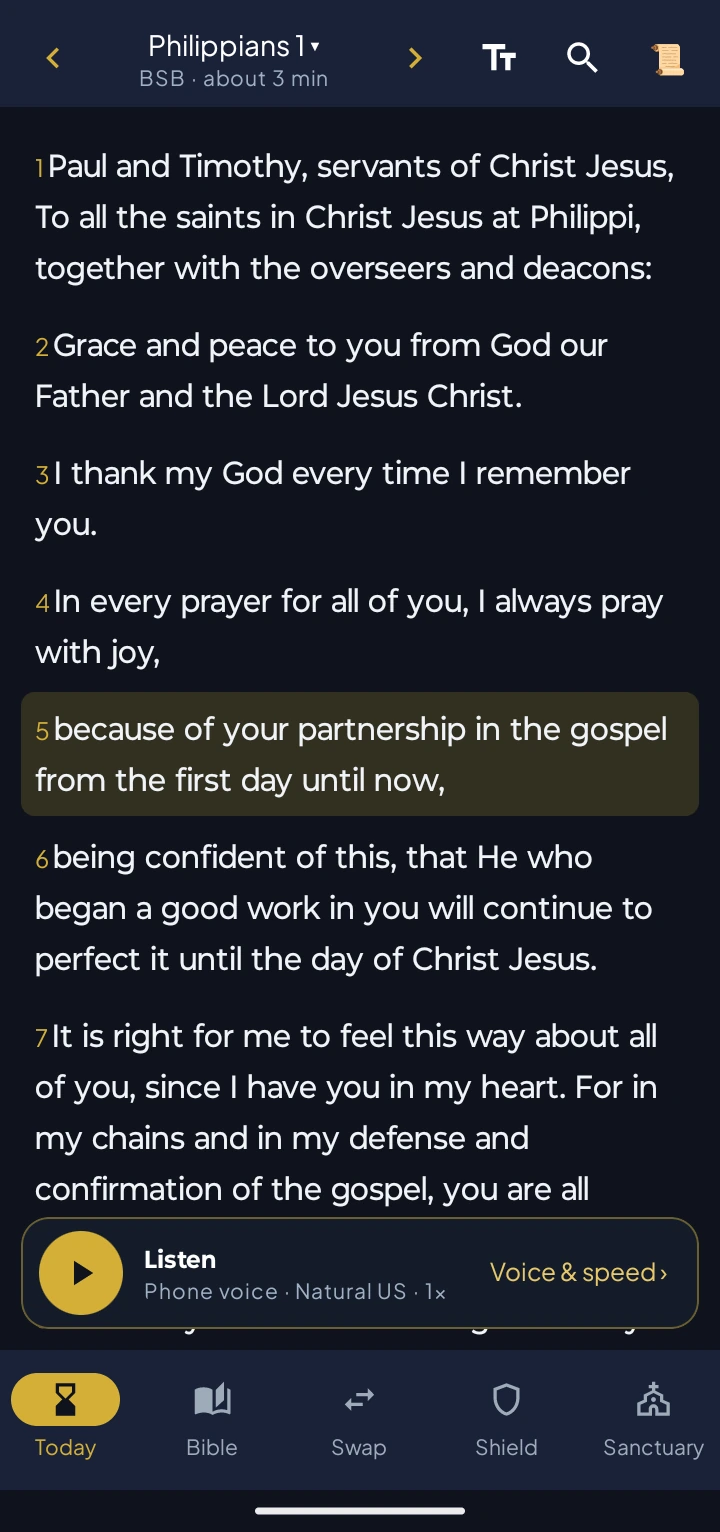 Philippians 1 ▾
BSB · about 3 min
1 Paul and Timothy, servants of Christ Jesus,
To all the saints in Christ Jesus at Philippi,
together with the overseers and deacons:
2 Grace and peace to you from God our
Father and the Lord Jesus Christ.
3 I thank my God every time I remember
you.
4 In every prayer for all of you, I always pray
with joy,
5 because of your partnership in the gospel
from the first day until now,
6 being confident of this, that He who
began a good work in you will continue to
perfect it until the day of Christ Jesus.
7 It is right for me to feel this way about all
of you, since I have you in my heart. For in
my chains and in my defense and
confirmation of the gospel, you are all
Listen
Phone voice · Natural US · 1×
Voice & speed ›
Today
Bible
Swap
Shield
Sanctuary